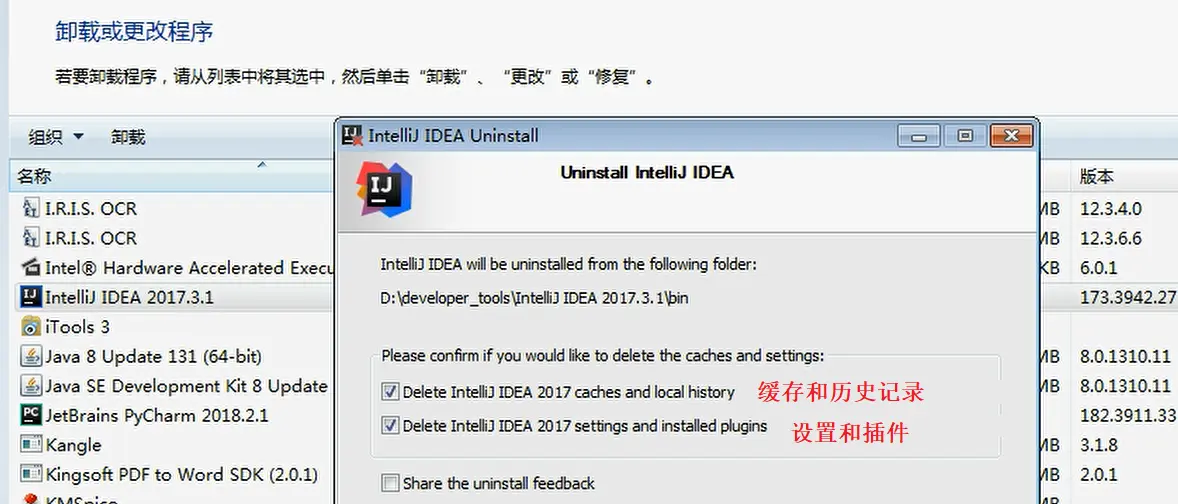 卸载或更改程序
若要卸载程序，请从列表中将其选中，然后单击“卸载”、“更改”或“修复”。
组织 卸载
名称 版本
I.R.I.S. OCR MB 12.3.4.0
I.R.I.S. OCR MB 12.3.6.6
Intel® Hardware Accelerated Execu KB 6.0.1
IntelliJ IDEA 2017.3.1 173.3942.27
iTools 3
Java 8 Update 131 (64-bit) MB 8.0.1310.11
Java SE Development Kit 8 Update MB 8.0.1310.11
JetBrains PyCharm 2018.2.1 182.3911.33
Kangle MB 3.1.8
Kingsoft PDF to Word SDK (2.0.1) MB 2.0.1
IntelliJ IDEA Uninstall
IJ
Uninstall IntelliJ IDEA
IntelliJ IDEA will be uninstalled from the following folder:
D:\developer_tools\IntelliJ IDEA 2017.3.1\bin
Please confirm if you would like to delete the caches and settings:
Delete IntelliJ IDEA 2017 caches and local history 缓存和历史记录
Delete IntelliJ IDEA 2017 settings and installed plugins 设置和插件
Share the uninstall feedback